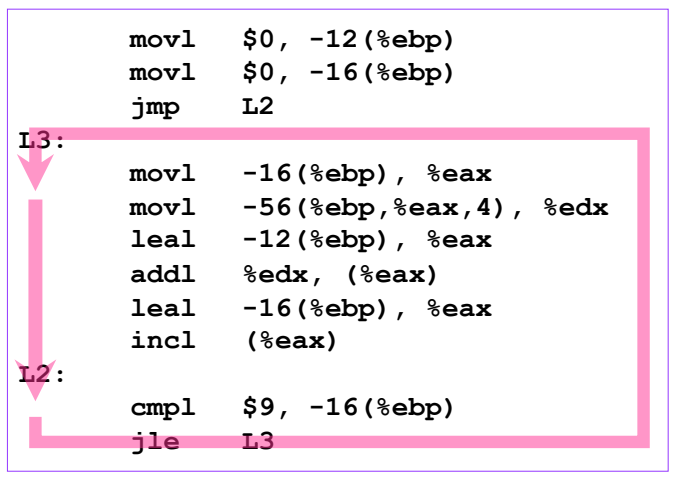 movl $0, -12(%ebp)
movl $0, -16(%ebp)
jmp L2
L3:
movl -16(%ebp), %eax
movl -56(%ebp,%eax,4), %edx
leal -12(%ebp), %eax
addl %edx, (%eax)
leal -16(%ebp), %eax
incl (%eax)
L2:
cmpl $9, -16(%ebp)
jle L3